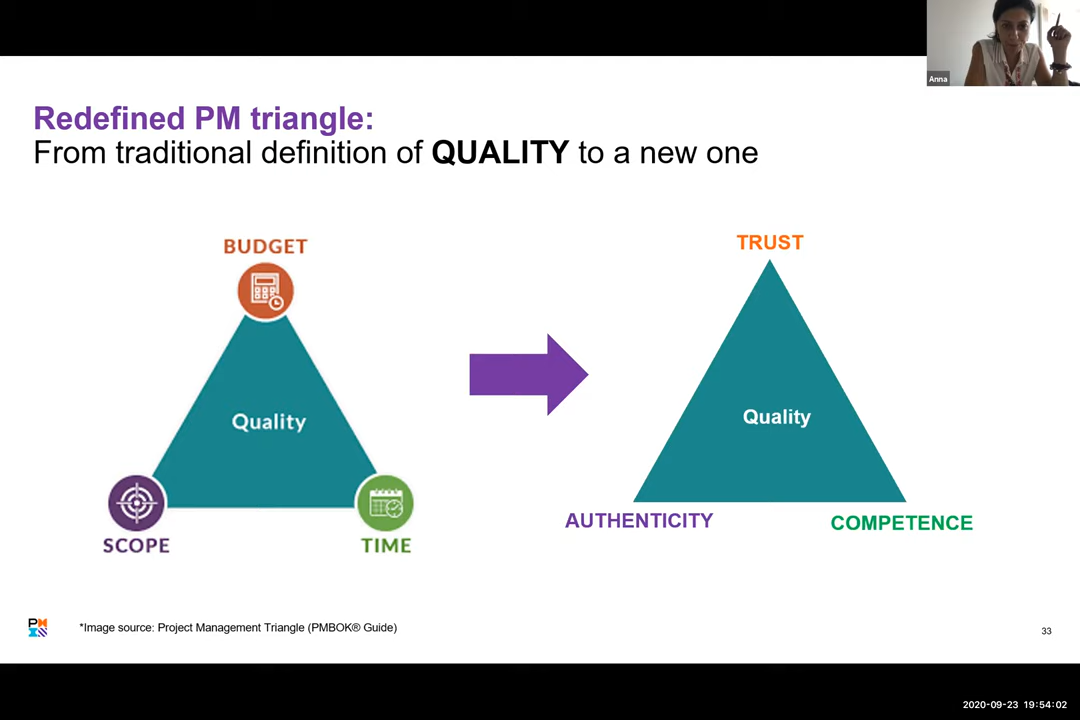 Anna
Redefined PM triangle:
From traditional definition of QUALITY to a new one
BUDGET
Quality
SCOPE
TIME
TRUST
Quality
AUTHENTICITY
COMPETENCE
PM
*Image source: Project Management Triangle (PMBOK® Guide)
33
2020-09-23 19:54:02